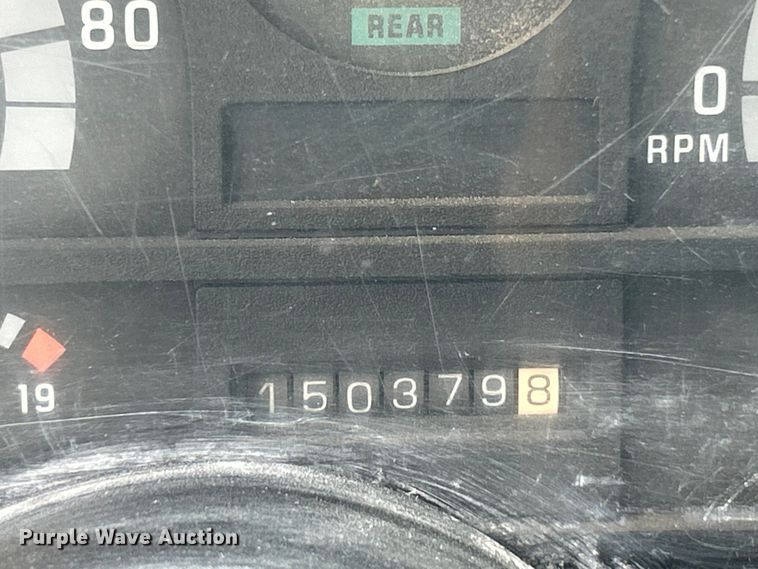 80
REAR
0
RPM
19
1503798
Purple Wave Auction